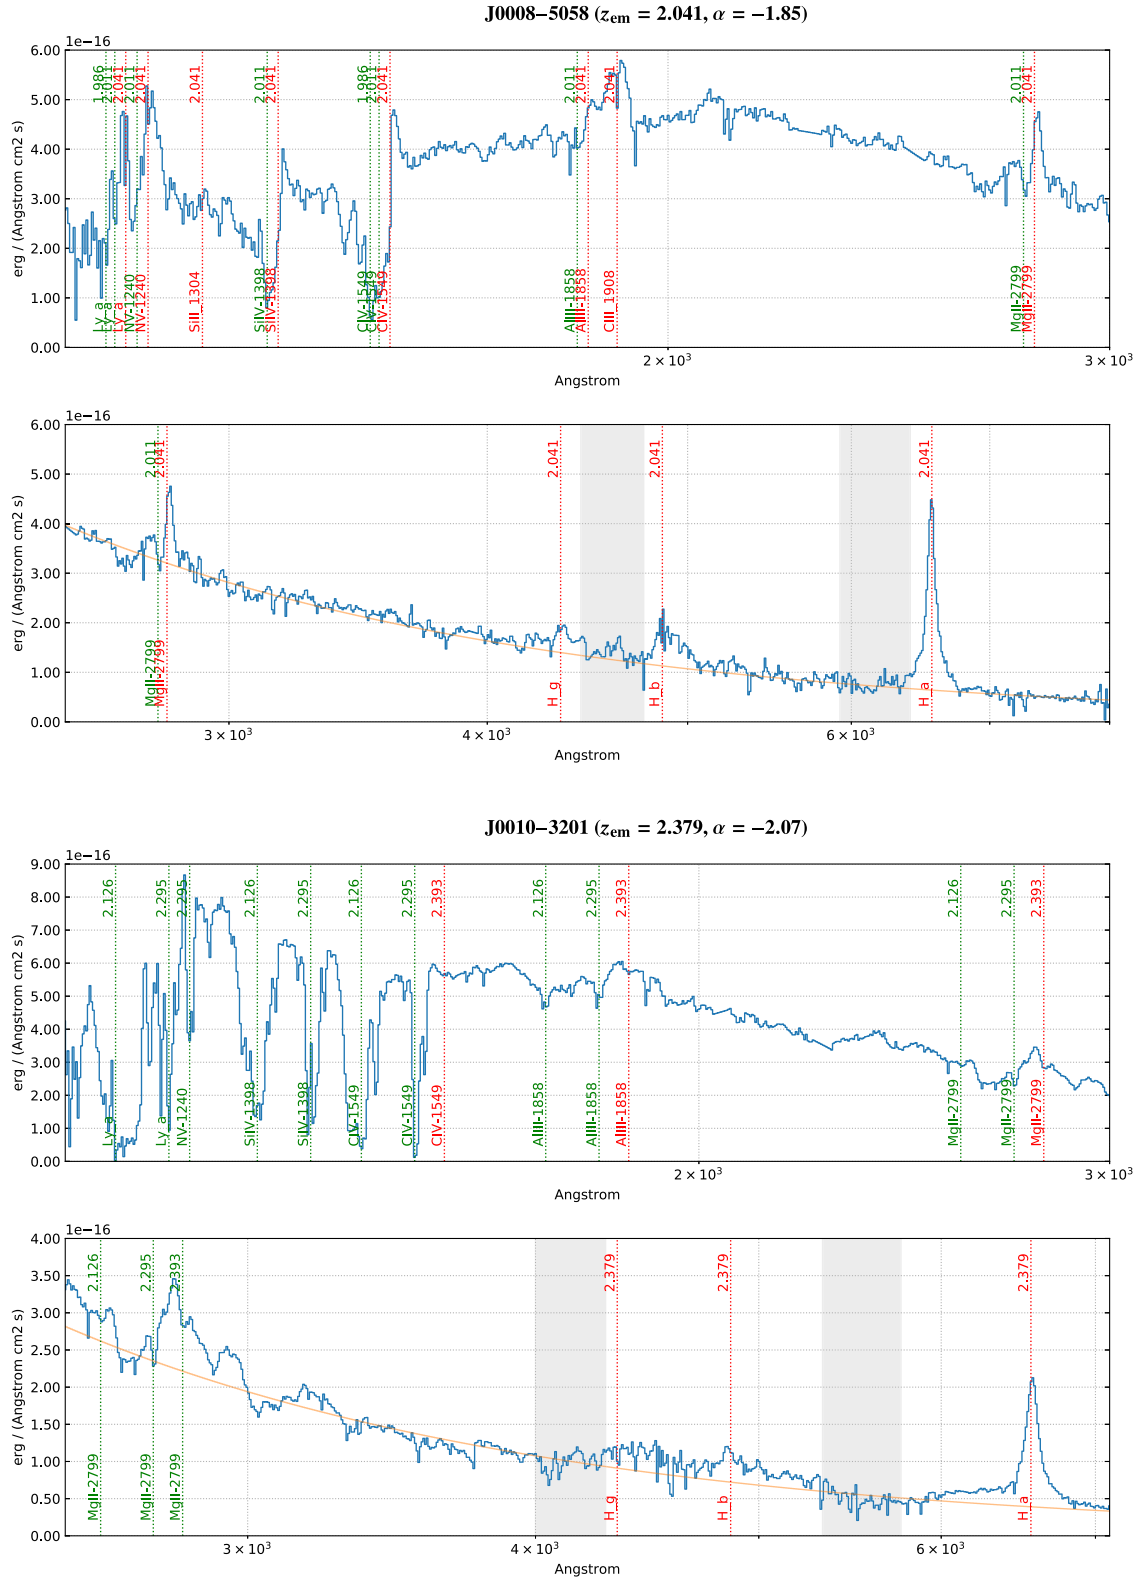 J0008−5058 (zem = 2.041, α = −1.85)
1e−16
6.00
5.00
4.00
3.00
2.00
1.00
0.00
erg / (Angstrom cm2 s)
1.986 2.011 2.041 2.011 2.041 2.041 2.011 2.041 1.986 2.011 2.041 2.011 2.041 2.041 2.011 2.041
Ly_a Ly_a Ly_a NV-1240 NV-1240 SiII_1304 SiIV-1398 SiIV-1398 CIV-1549 CIV-1549 CIV-1549 AlIII-1858 AlIII-1858 CIII_1908 MgII-2799 MgII-2799
2 × 10³ 3 × 10³
Angstrom
1e−16
6.00
5.00
4.00
3.00
2.00
1.00
0.00
erg / (Angstrom cm2 s)
2.011 2.041 2.041 2.041 2.041
MgII-2799 MgII-2799 H_g H_b H_a
3 × 10³ 4 × 10³ 6 × 10³
Angstrom
J0010−3201 (zem = 2.379, α = −2.07)
1e−16
9.00
8.00
7.00
6.00
5.00
4.00
3.00
2.00
1.00
0.00
erg / (Angstrom cm2 s)
2.126 2.295 2.295 2.126 2.295 2.126 2.295 2.393 2.126 2.295 2.393 2.126 2.295 2.393
Ly_a Ly_a NV-1240 SiIV-1398 SiIV-1398 CIV-1549 CIV-1549 CIV-1549 AlIII-1858 AlIII-1858 AlIII-1858 MgII-2799 MgII-2799 MgII-2799
2 × 10³ 3 × 10³
Angstrom
1e−16
4.00
3.50
3.00
2.50
2.00
1.50
1.00
0.50
0.00
erg / (Angstrom cm2 s)
2.126 2.295 2.393 2.379 2.379 2.379
MgII-2799 MgII-2799 MgII-2799 H_g H_b H_a
3 × 10³ 4 × 10³ 6 × 10³
Angstrom